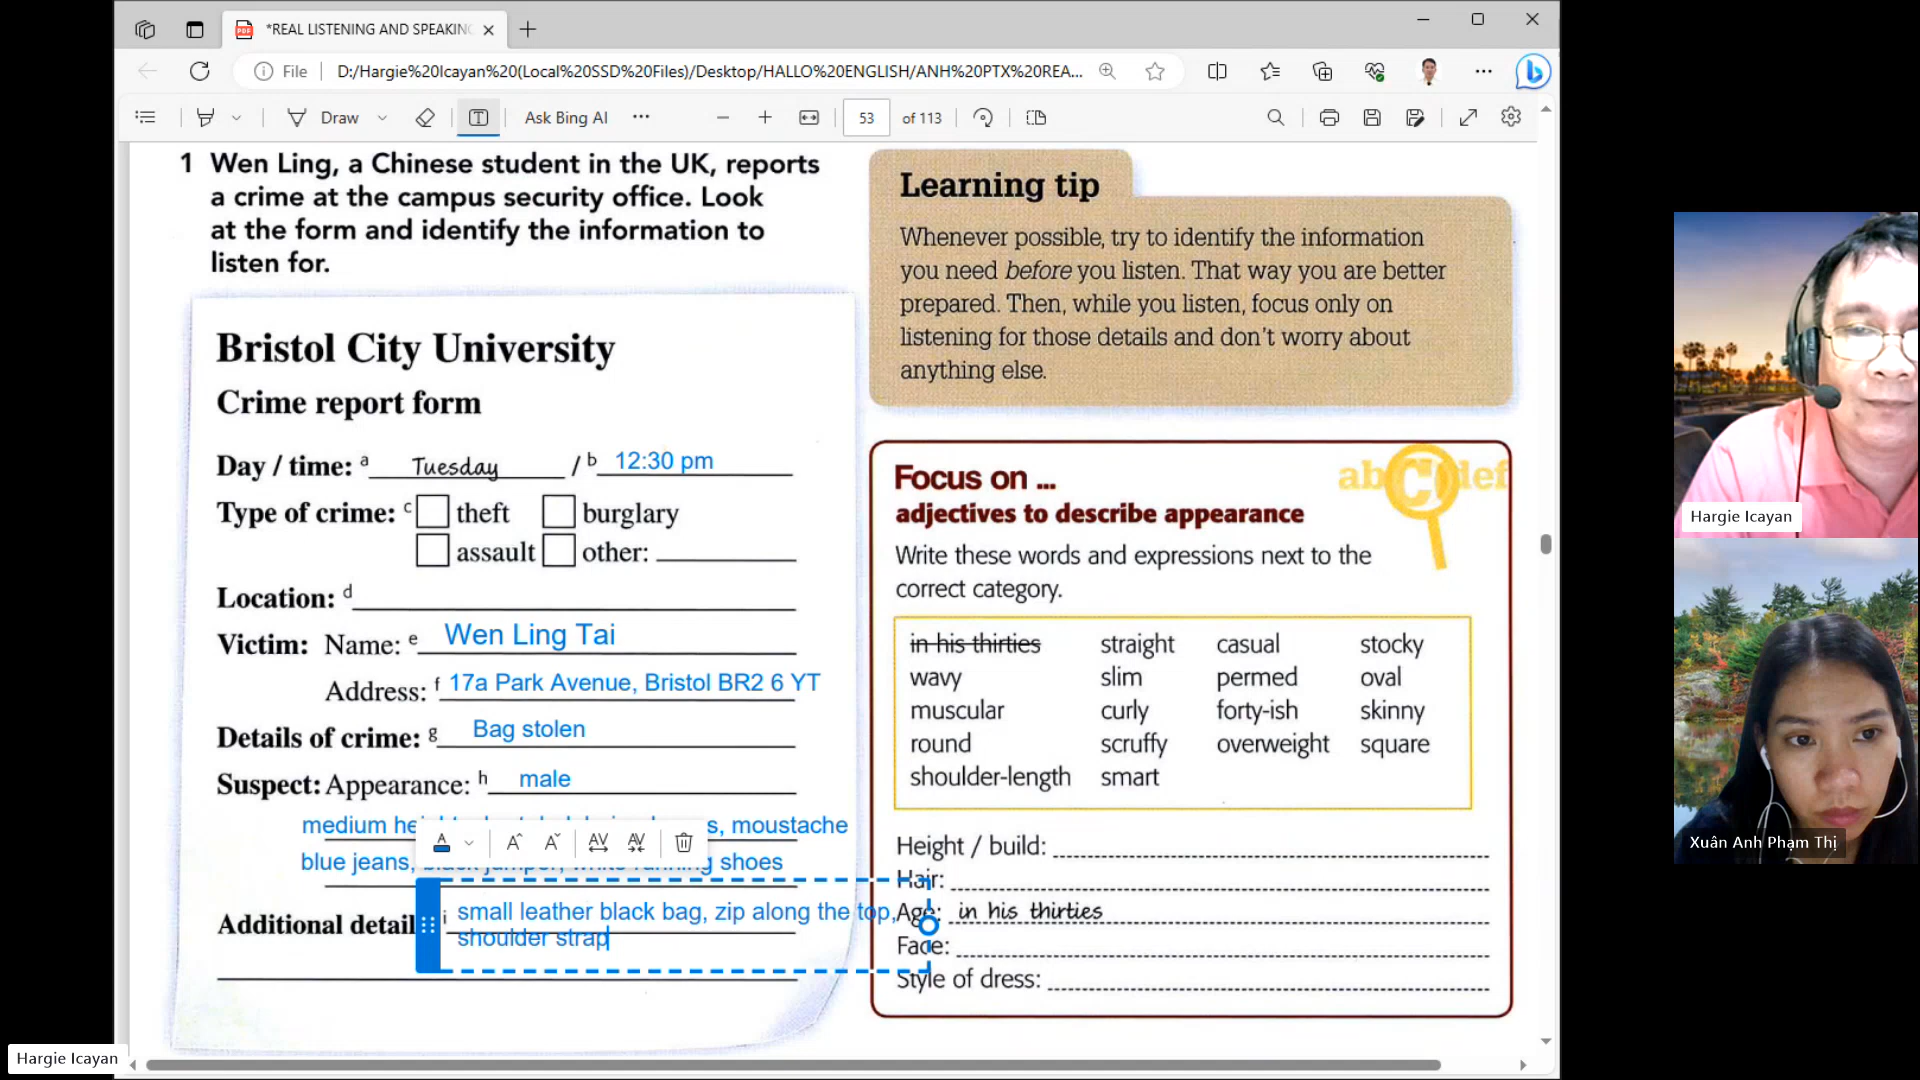 *REAL LISTENING AND SPEAKING
File
D:/Hargie%20Icayan%20(Local%20SSD%20Files)/Desktop/HALLO%20ENGLISH/ANH%20PTX%20REA...
Draw
Ask Bing AI
53
of 113
1 Wen Ling, a Chinese student in the UK, reports
a crime at the campus security office. Look
at the form and identify the information to
listen for.
Bristol City University
Crime report form
Day / time: a Tuesday / b 12:30 pm
Type of crime: c theft burglary
assault other:
Location: d
Victim: Name: e Wen Ling Tai
Address: f 17a Park Avenue, Bristol BR2 6 YT
Details of crime: g Bag stolen
Suspect: Appearance: h male
medium s, moustache
blue jeans, black jumper, white running shoes
Additional detail i small leather black bag, zip along the top,
shoulder strap
Learning tip
Whenever possible, try to identify the information
you need before you listen. That way you are better
prepared. Then, while you listen, focus only on
listening for those details and don't worry about
anything else.
Focus on ...
abCdef
adjectives to describe appearance
Write these words and expressions next to the
correct category.
in his thirties straight casual stocky
wavy slim permed oval
muscular curly forty-ish skinny
round scruffy overweight square
shoulder-length smart
Height / build:
Hair:
Age: in his thirties
Face:
Style of dress:
Hargie Icayan
Xuân Anh Phạm Thị
Hargie Icayan